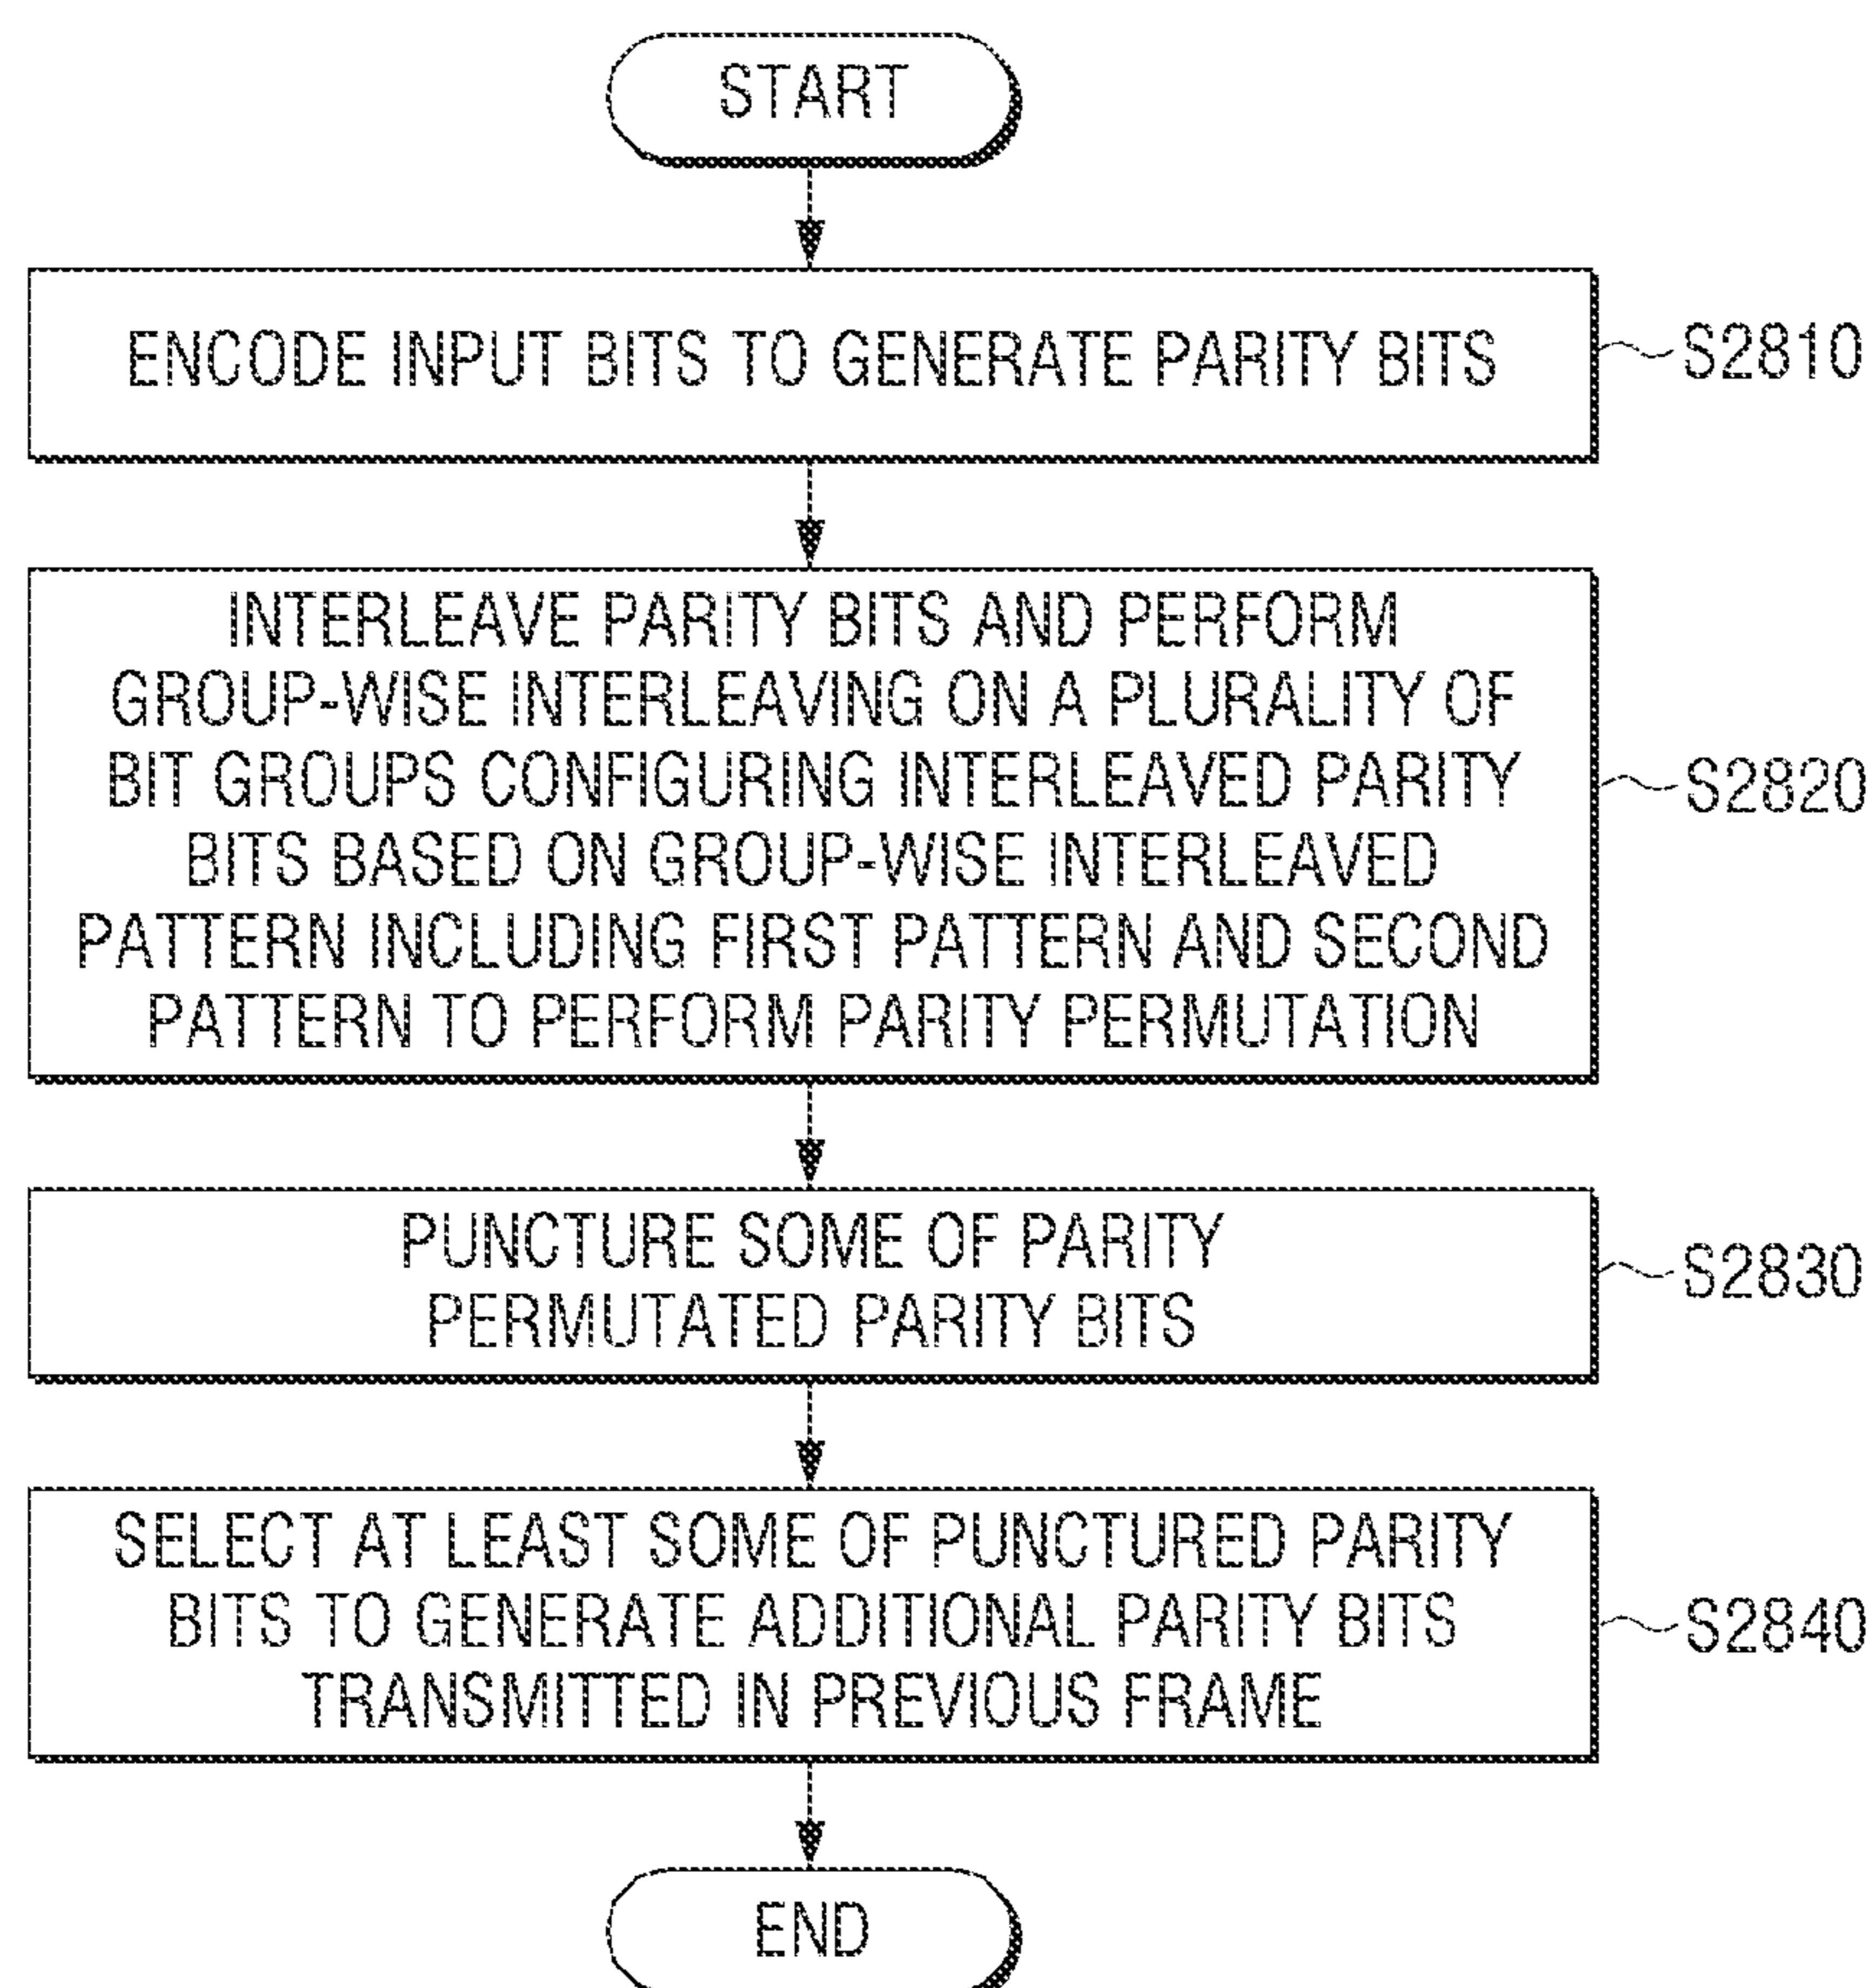 START
ENCODE INPUT BITS TO GENERATE PARITY BITS
S2810
INTERLEAVE PARITY BITS AND PERFORM
GROUP-WISE INTERLEAVING ON A PLURALITY OF
BIT GROUPS CONFIGURING INTERLEAVED PARITY
BITS BASED ON GROUP-WISE INTERLEAVED
PATTERN INCLUDING FIRST PATTERN AND SECOND
PATTERN TO PERFORM PARITY PERMUTATION
S2820
PUNCTURE SOME OF PARITY
PERMUTATED PARITY BITS
S2830
SELECT AT LEAST SOME OF PUNCTURED PARITY
BITS TO GENERATE ADDITIONAL PARITY BITS
TRANSMITTED IN PREVIOUS FRAME
S2840
END